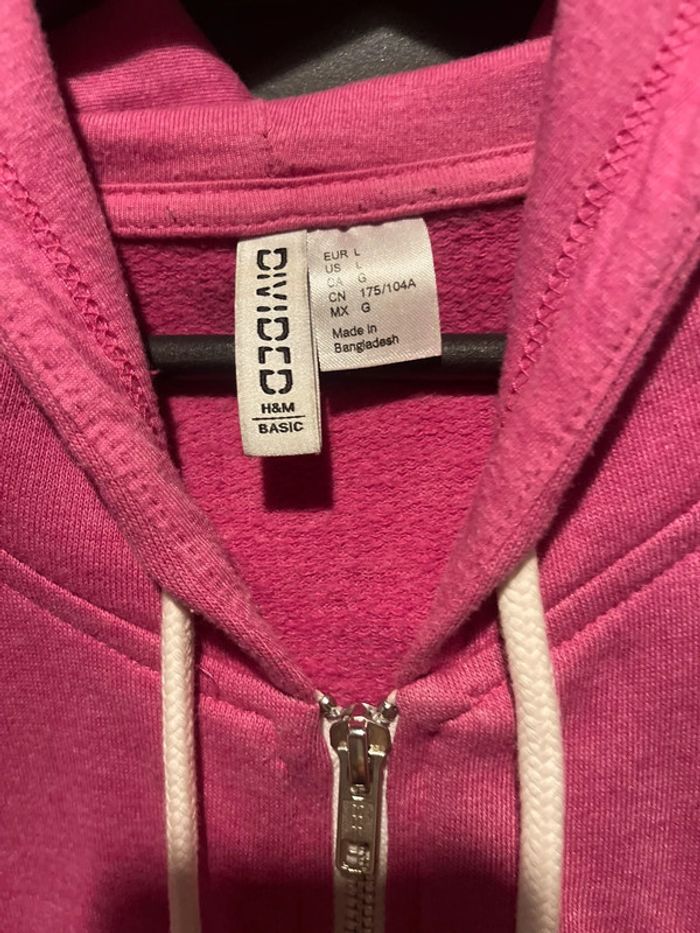 DIVIDED
H&M
BASIC
EUR L
US L
CA G
CN 175/104A
MX G
Made in
Bangladesh